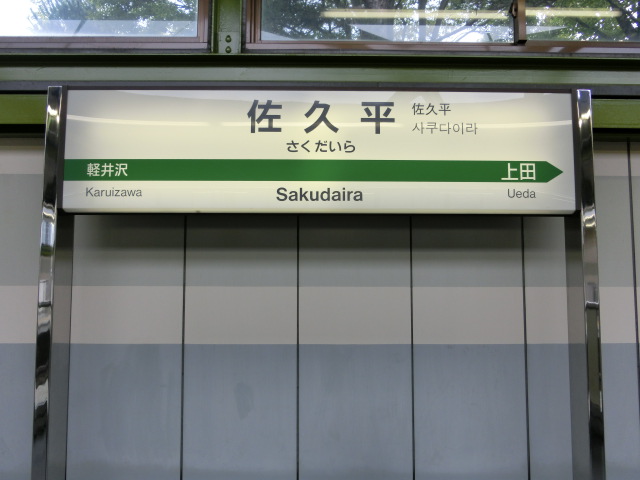 佐久平
佐久平
사쿠다이라
さくだいら
軽井沢
上田
Karuizawa
Sakudaira
Ueda